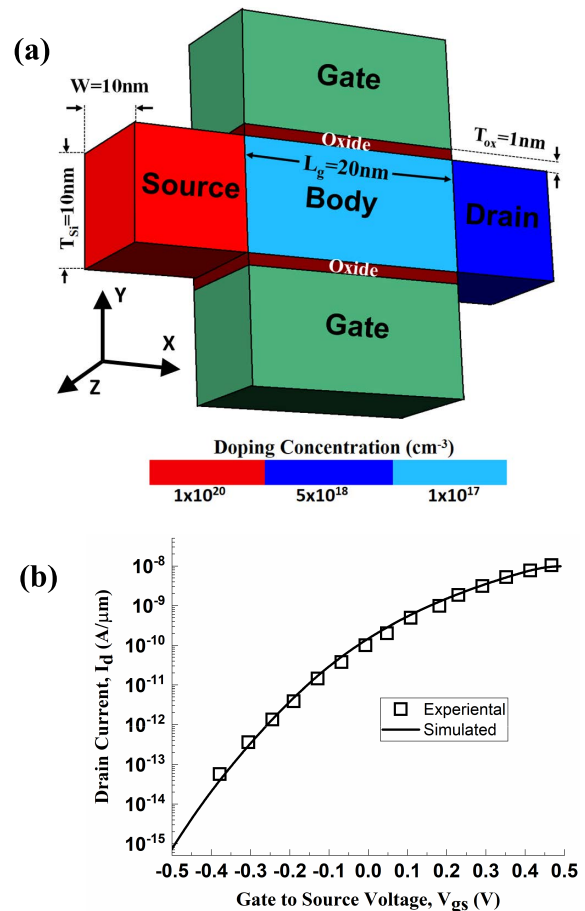 (a)
Gate
W=10nm
Oxide
T_ox=1nm
L_g=20nm
Source
Body
Drain
T_Si=10nm
Oxide
Gate
Y
X
Z
Doping Concentration (cm⁻³)
1x10²⁰ 5x10¹⁸ 1x10¹⁷
(b)
Drain Current, I_d (A/µm)
10⁻⁸
10⁻⁹
10⁻¹⁰
10⁻¹¹
10⁻¹²
10⁻¹³
10⁻¹⁴
10⁻¹⁵
Experiental
Simulated
-0.5 -0.4 -0.3 -0.2 -0.1 0.0 0.1 0.2 0.3 0.4 0.5
Gate to Source Voltage, V_gs (V)